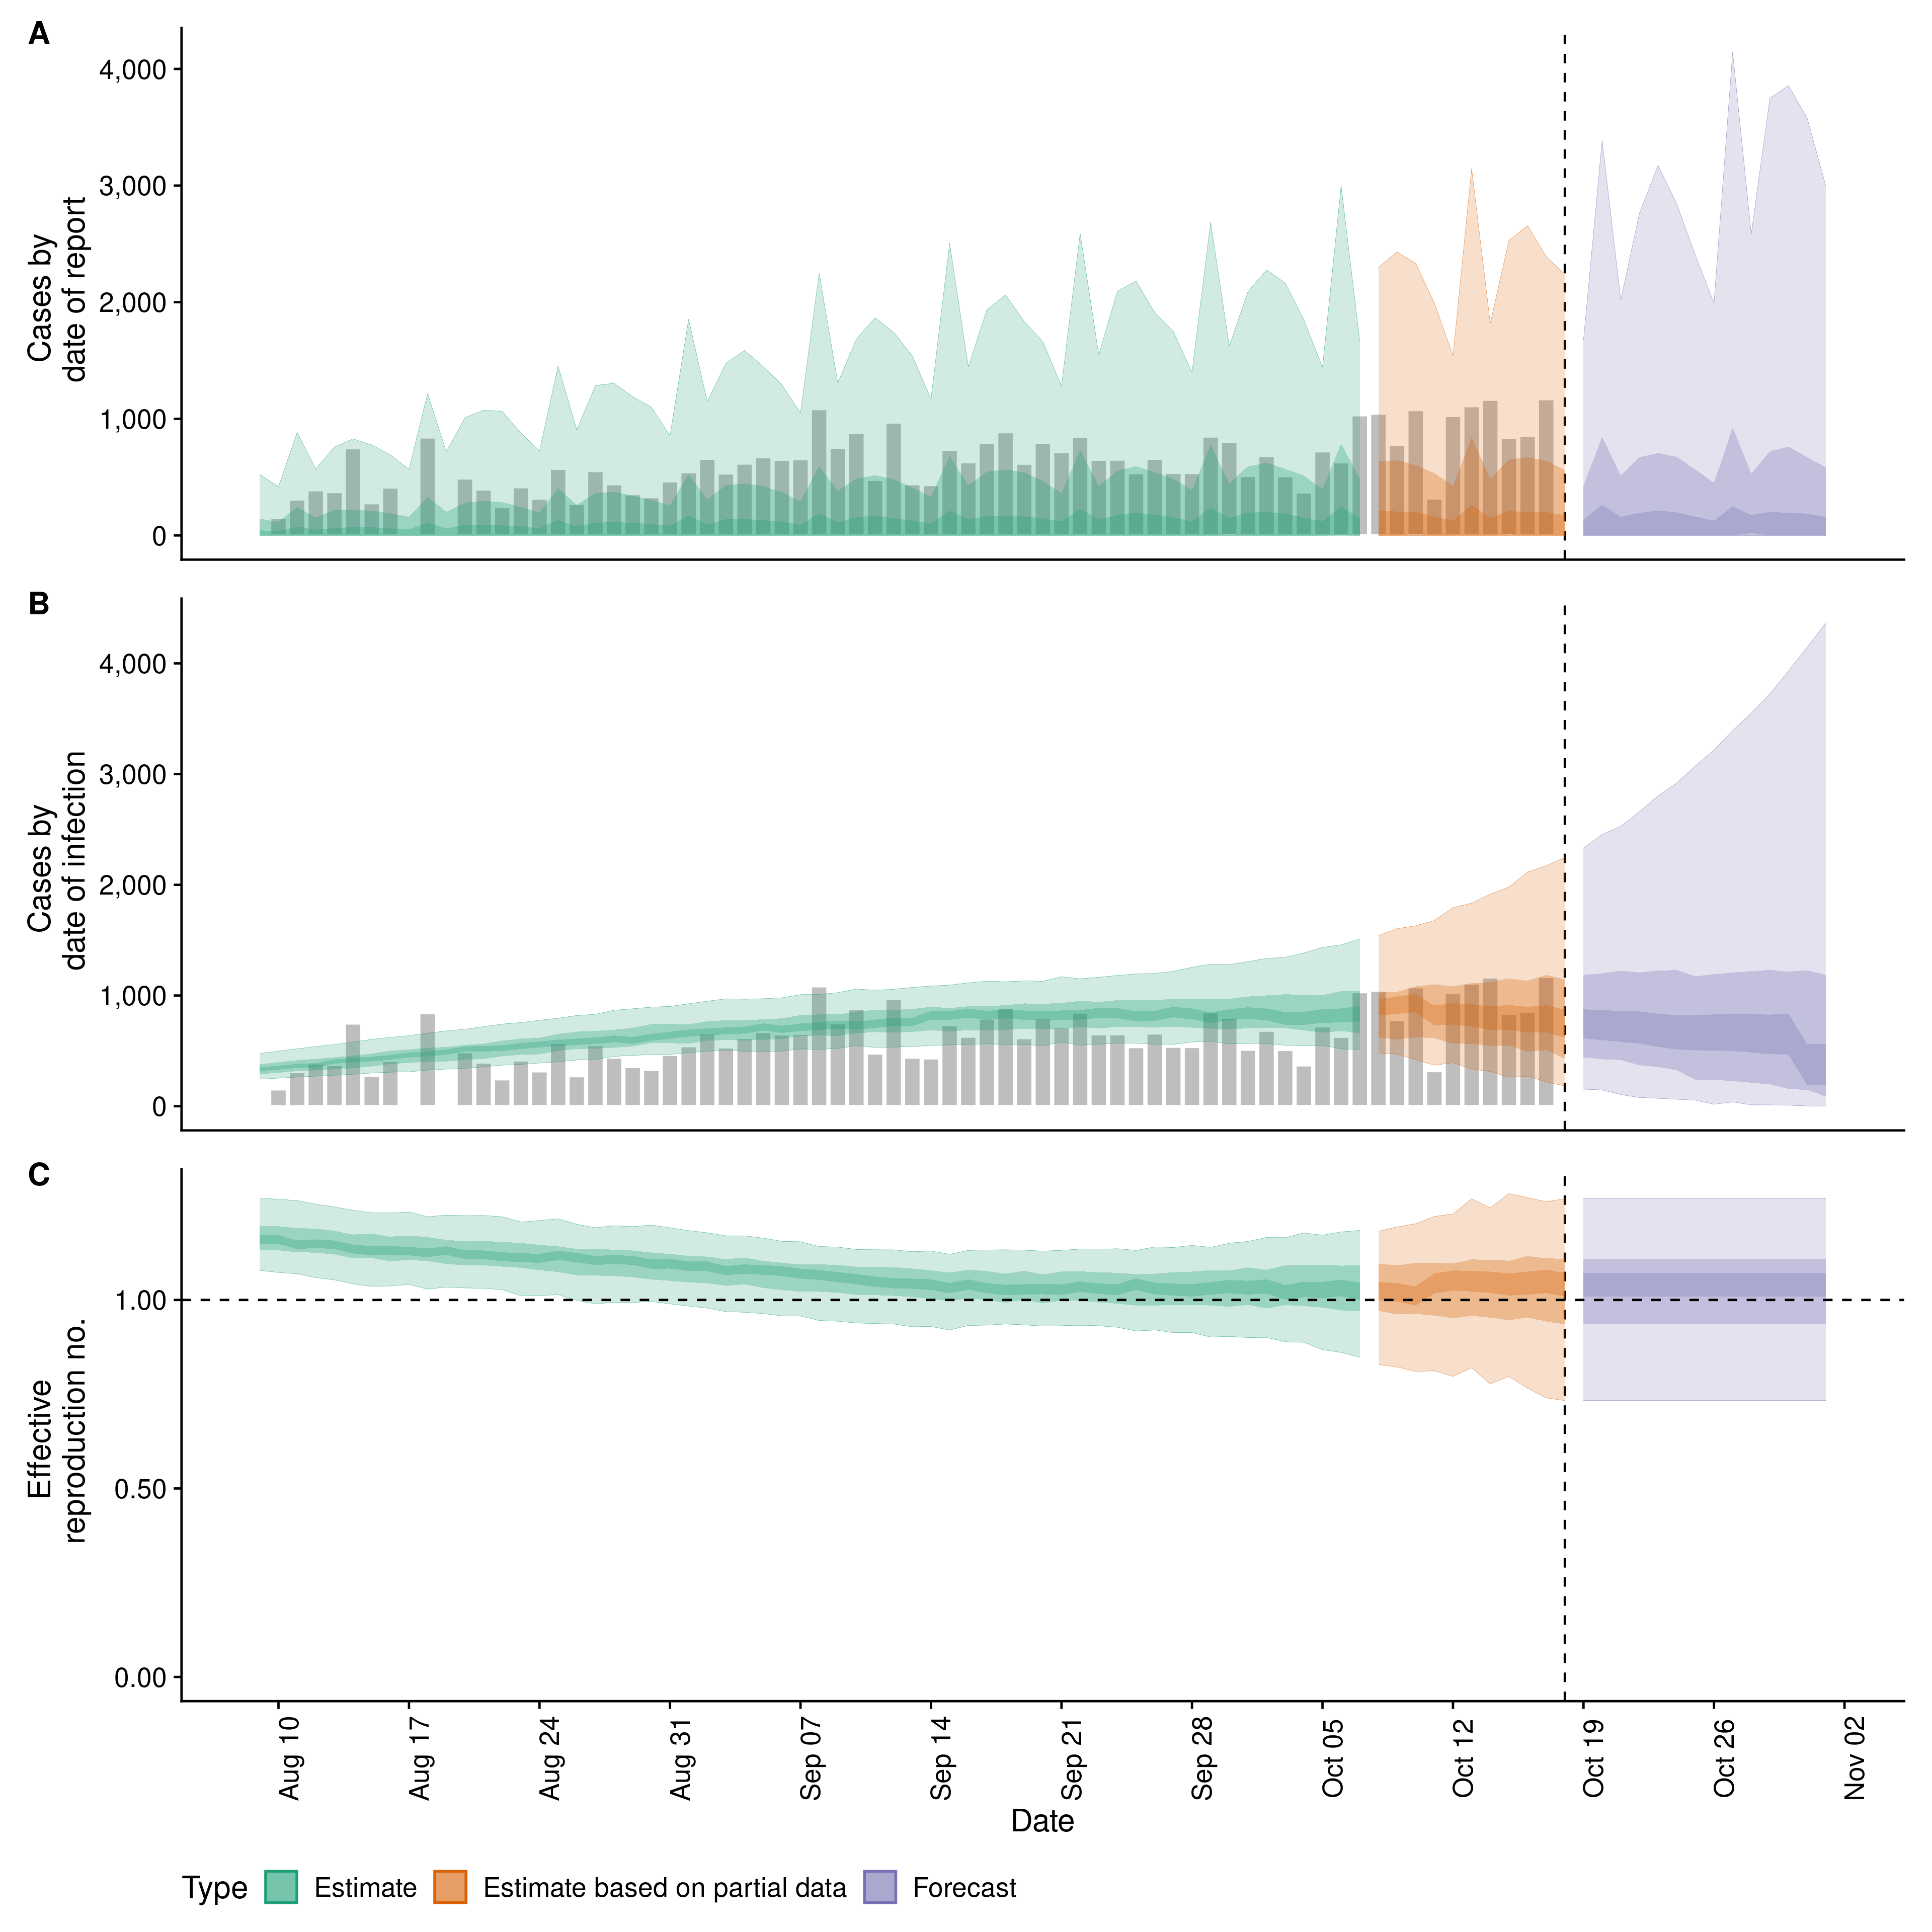 A
Cases by
date of report
4,000
3,000
2,000
1,000
0
B
Cases by
date of infection
4,000
3,000
2,000
1,000
0
C
Effective
reproduction no.
1.00
0.50
0.00
Aug 10
Aug 17
Aug 24
Aug 31
Sep 07
Sep 14
Sep 21
Sep 28
Oct 05
Oct 12
Oct 19
Oct 26
Nov 02
Date
Type Estimate Estimate based on partial data Forecast